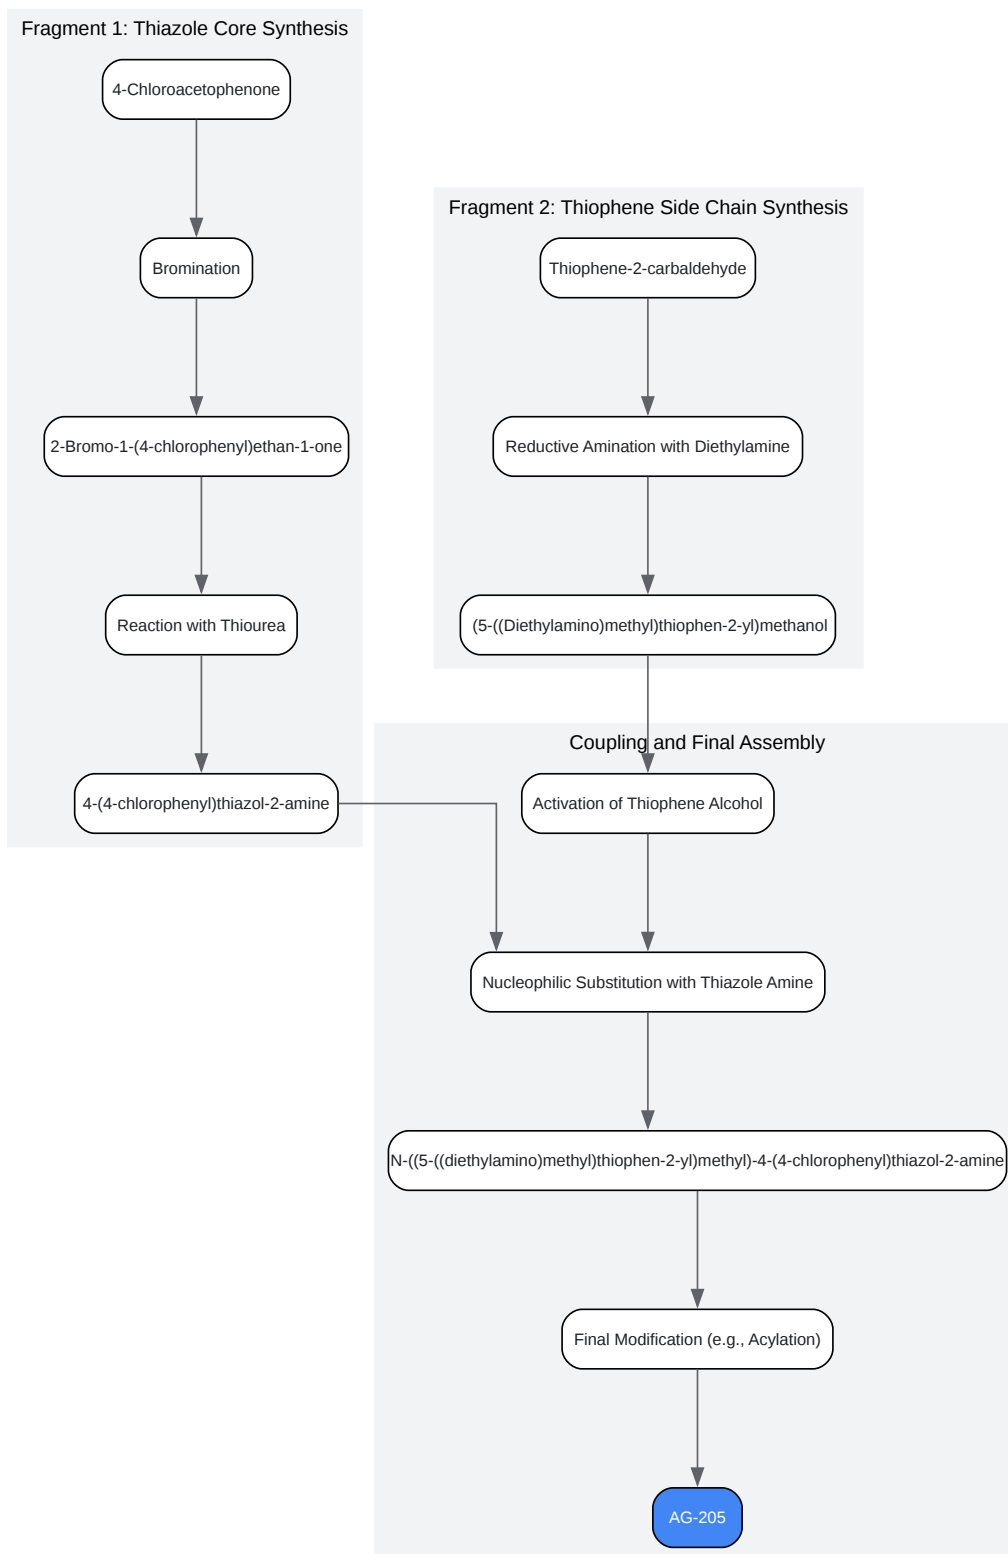 Fragment 1: Thiazole Core Synthesis
4-Chloroacetophenone
Bromination
2-Bromo-1-(4-chlorophenyl)ethan-1-one
Reaction with Thiourea
4-(4-chlorophenyl)thiazol-2-amine
Fragment 2: Thiophene Side Chain Synthesis
Thiophene-2-carbaldehyde
Reductive Amination with Diethylamine
(5-((Diethylamino)methyl)thiophen-2-yl)methanol
Coupling and Final Assembly
Activation of Thiophene Alcohol
Nucleophilic Substitution with Thiazole Amine
N-((5-((diethylamino)methyl)thiophen-2-yl)methyl)-4-(4-chlorophenyl)thiazol-2-amine
Final Modification (e.g., Acylation)
AG-205